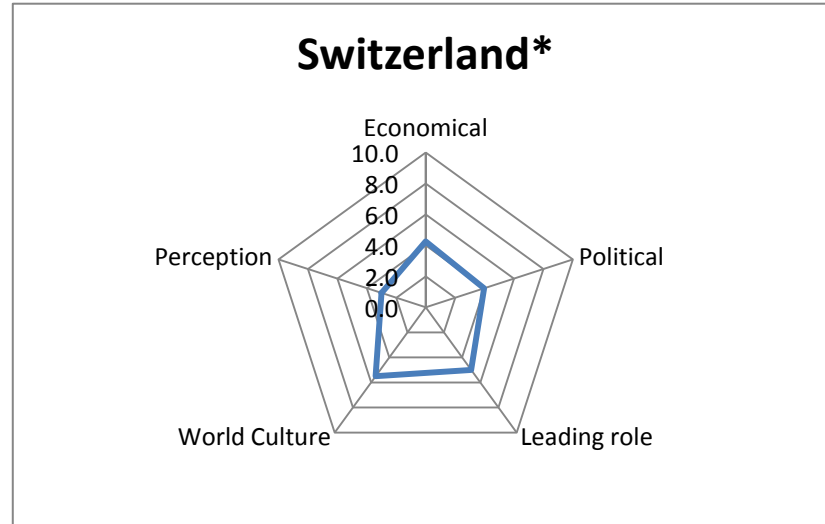 Switzerland*
Economical
10.0
8.0
6.0
4.0
2.0
0.0
Perception
Political
World Culture
Leading role